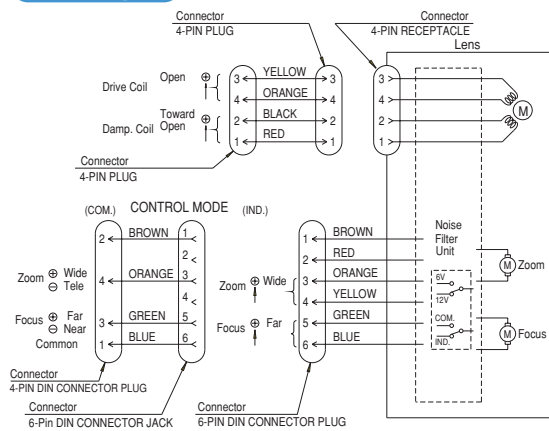 Connector
4-PIN PLUG
Connector
4-PIN RECEPTACLE
Lens
Drive Coil
Open
⊕
3 YELLOW 3
4 ORANGE 4
Damp. Coil
Toward
Open
⊕
2 BLACK 2
1 RED 1
3
4
2
1
M
Connector
4-PIN PLUG
(COM.) CONTROL MODE (IND.)
2 BROWN 1
2
Zoom ⊕ Wide
⊖ Tele
4 ORANGE 3
4
Focus ⊕ Far
⊖ Near
3 GREEN 5
Common
1 BLUE 6
Connector
4-PIN DIN CONNECTOR PLUG
Connector
6-Pin DIN CONNECTOR JACK
1 BROWN
2 RED
Zoom ⊕ Wide
3 ORANGE
4 YELLOW
Focus ⊕ Far
5 GREEN
6 BLUE
Connector
6-PIN DIN CONNECTOR PLUG
Noise
Filter
Unit
6V
12V
COM.
IND.
M Zoom
M Focus